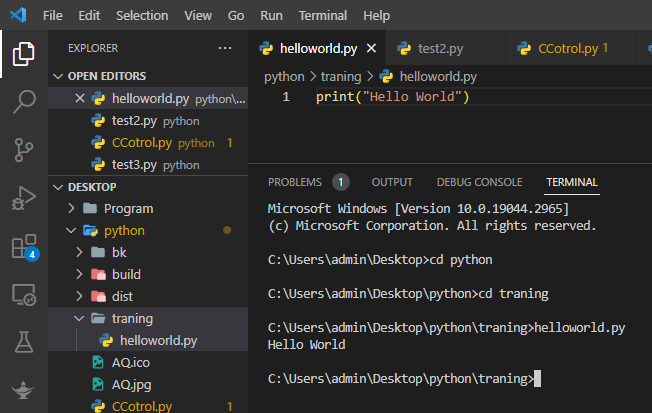 File Edit Selection View Go Run Terminal Help
EXPLORER ...
OPEN EDITORS
helloworld.py python\...
test2.py python
CCotrol.py python 1
test3.py python
DESKTOP
Program
python
bk
build
dist
traning
helloworld.py
AQ.ico
AQ.jpg
CCotrol.py 1
4
helloworld.py test2.py CCotrol.py 1
python > traning > helloworld.py
1 print("Hello World")
PROBLEMS 1 OUTPUT DEBUG CONSOLE TERMINAL
Microsoft Windows [Version 10.0.19044.2965]
(c) Microsoft Corporation. All rights reserved.
C:\Users\admin\Desktop>cd python
C:\Users\admin\Desktop\python>cd traning
C:\Users\admin\Desktop\python\traning>helloworld.py
Hello World
C:\Users\admin\Desktop\python\traning>